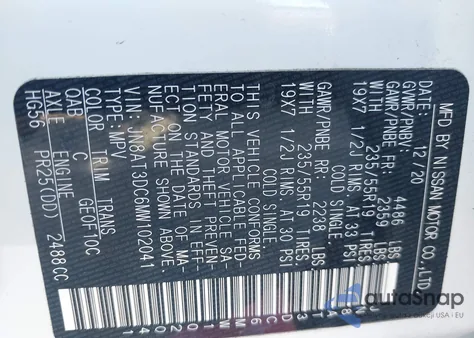 MFD BY NISSAN MOTOR CO.,LTD.
12/20
GVWR/PNBV: 4486 LBS
GAWR/PNBE FR: 2359 LBS
WITH 235/55R19 TIRES
19X7 1/2J RIMS AT 33 PSI
COLD SINGLE
GAWR/PNBE RR: 2238 LBS
WITH 235/55R19 TIRES
19X7 1/2J RIMS AT 30 PSI
COLD SINGLE
THIS VEHICLE CONFORMS
TO ALL APPLICABLE FED-
ERAL MOTOR VEHICLE SA-
FETY AND THEFT PREVEN-
TION STANDARDS IN EFF-
ECT ON THE DATE OF MA-
NUFACTURE SHOWN ABOVE.
VIN: JN8AT3DC6MW102041
TYPE: MPV
COLOR TRIM TRANS
QAB C GE0F10C
AXLE ENGINE
HG56 PR25(DD) 2488CC
autoSnap
USA i EU